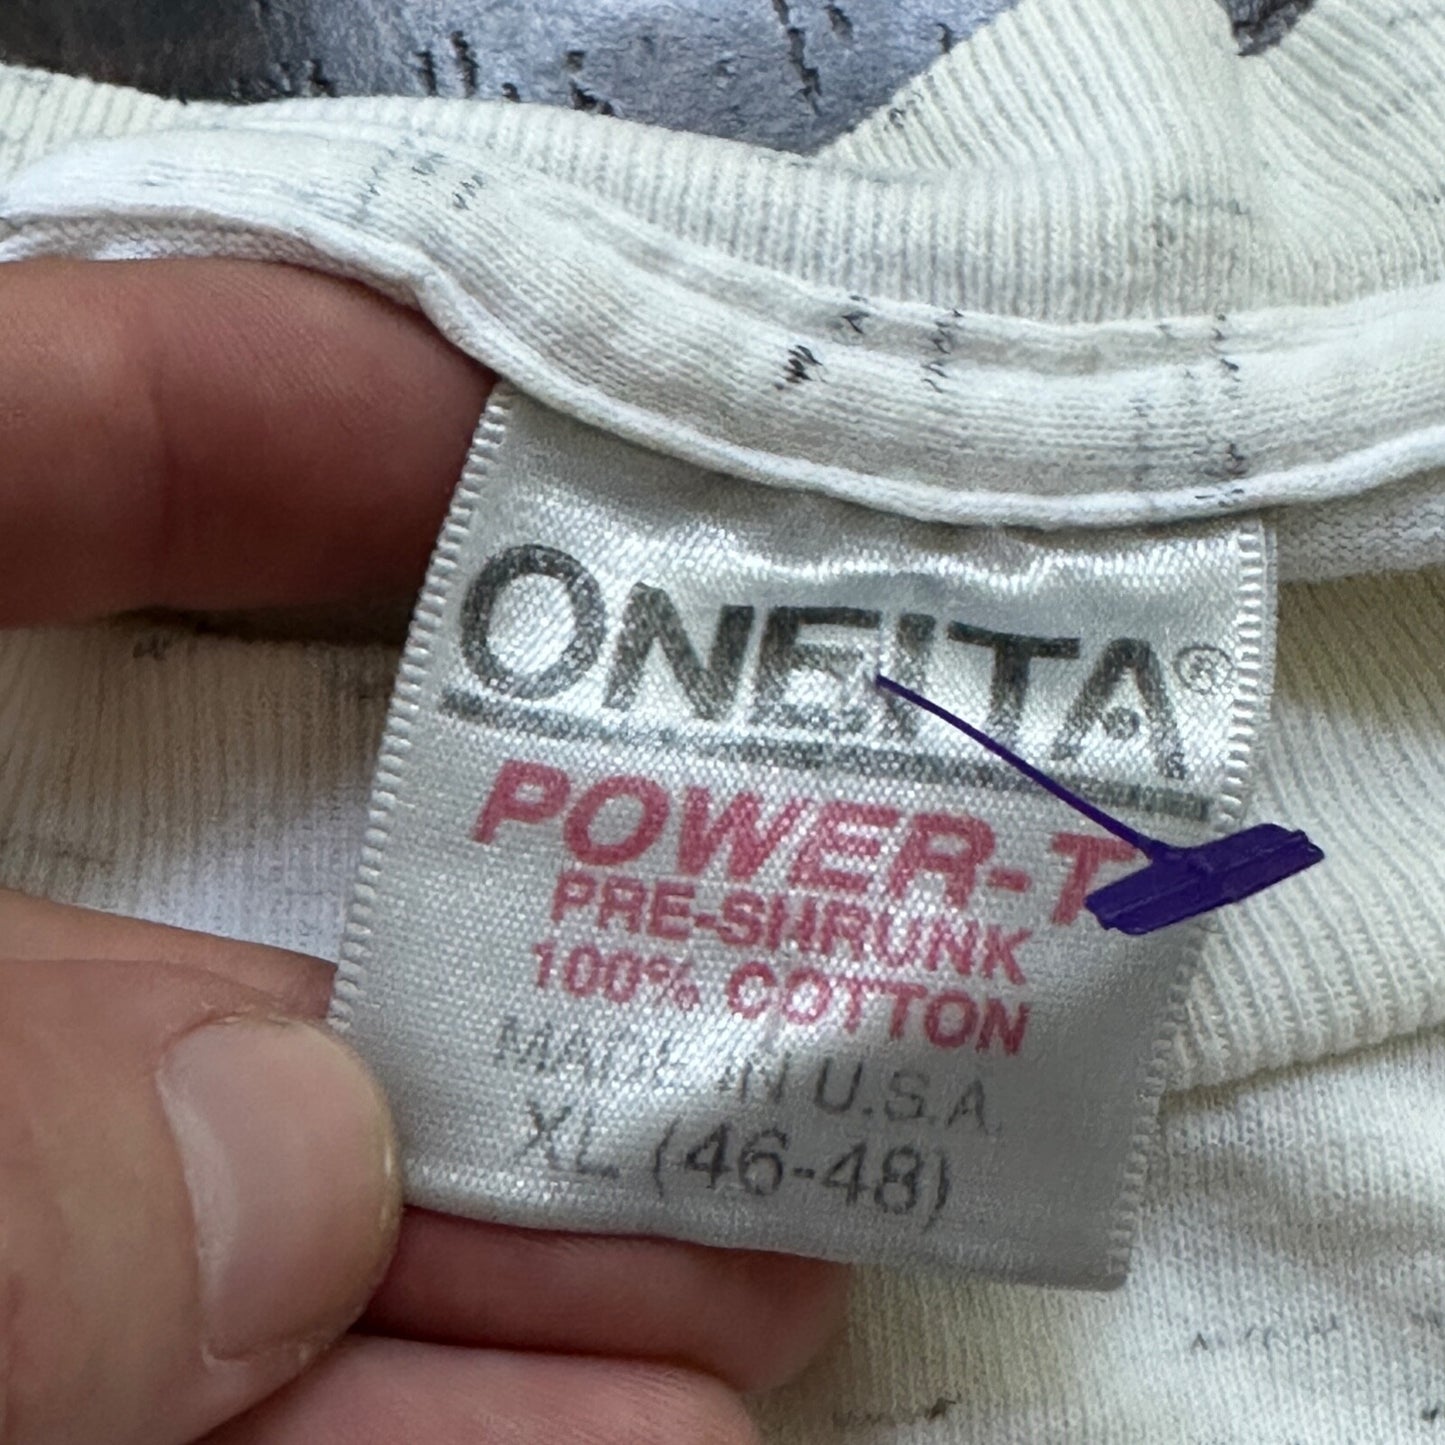 ONEITA®
POWER-T
PRE-SHRUNK
100% COTTON
MADE IN U.S.A.
XL (46-48)